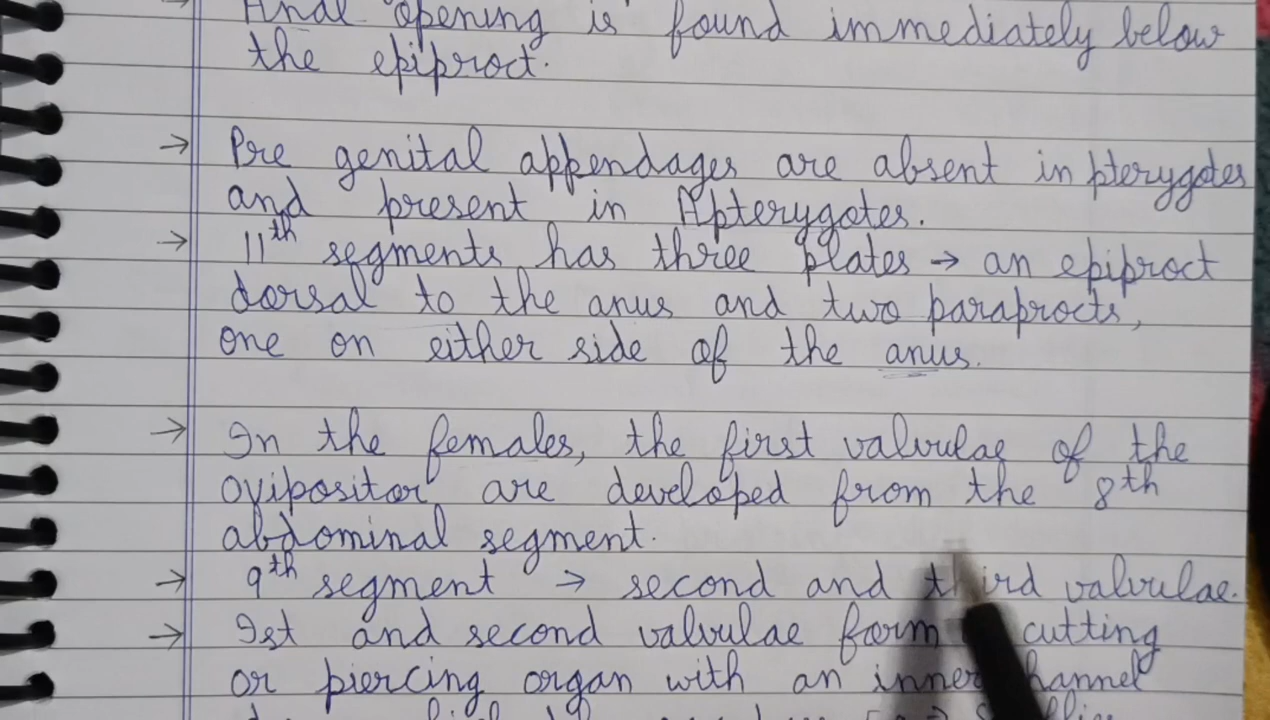 Anal opening is found immediately below
the epiproct.
→ Pre genital appendages are absent in pterygotes
and present in Apterygotes.
→ 11th segments has three plates → an epiproct
dorsal to the anus and two paraprocts,
one on either side of the anus.
→ In the females, the first valvulae of the
ovipositor are developed from the 8th
abdominal segment.
→ 9th segment → second and third valvulae.
→ Ist and second valvulae form cutting
or piercing organ with an inner channel